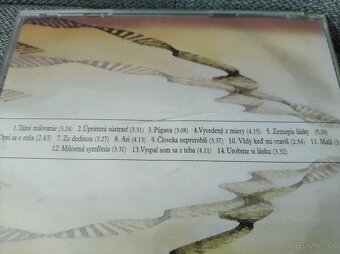 1.Tajné milovanie (3.24) 2.Úprimnú sústrasť (3.31) 3.Púpava (3.08) 4.Vyvedený z miery (4.15) 5.Zemepis lásky (5.10)
Opri sa o mňa (2.43) 7.Za dedinou (3.27) 8.Asi (4.15) 9.Človeka neprerobíš (3.37) 10.Vždy keď mi vravíš (2.54) 11.Malá (3
12.Milostná symfónia (3.31) 13.Vyspal som sa z teba (4.11) 14.Urobme si lásku (3.32)